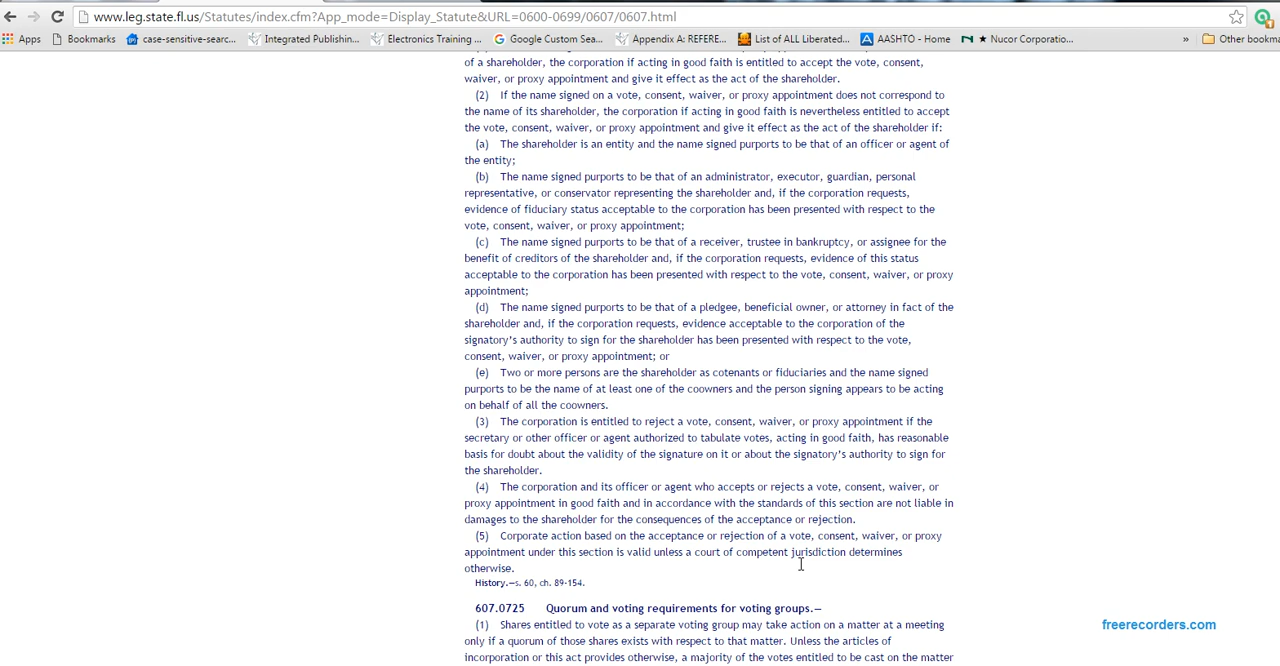 www.leg.state.fl.us/Statutes/index.cfm?App_mode=Display_Statute&URL=0600-0699/0607/0607.html
Apps Bookmarks case-sensitive-searc... Integrated Publishin... Electronics Training ... Google Custom Sea... Appendix A: REFERE... List of ALL Liberated... AASHTO - Home ★ Nucor Corporatio... » Other bookma
of a shareholder, the corporation if acting in good faith is entitled to accept the vote, consent,
waiver, or proxy appointment and give it effect as the act of the shareholder.
(2) If the name signed on a vote, consent, waiver, or proxy appointment does not correspond to
the name of its shareholder, the corporation if acting in good faith is nevertheless entitled to accept
the vote, consent, waiver, or proxy appointment and give it effect as the act of the shareholder if:
(a) The shareholder is an entity and the name signed purports to be that of an officer or agent of
the entity;
(b) The name signed purports to be that of an administrator, executor, guardian, personal
representative, or conservator representing the shareholder and, if the corporation requests,
evidence of fiduciary status acceptable to the corporation has been presented with respect to the
vote, consent, waiver, or proxy appointment;
(c) The name signed purports to be that of a receiver, trustee in bankruptcy, or assignee for the
benefit of creditors of the shareholder and, if the corporation requests, evidence of this status
acceptable to the corporation has been presented with respect to the vote, consent, waiver, or proxy
appointment;
(d) The name signed purports to be that of a pledgee, beneficial owner, or attorney in fact of the
shareholder and, if the corporation requests, evidence acceptable to the corporation of the
signatory's authority to sign for the shareholder has been presented with respect to the vote,
consent, waiver, or proxy appointment; or
(e) Two or more persons are the shareholder as cotenants or fiduciaries and the name signed
purports to be the name of at least one of the coowners and the person signing appears to be acting
on behalf of all the coowners.
(3) The corporation is entitled to reject a vote, consent, waiver, or proxy appointment if the
secretary or other officer or agent authorized to tabulate votes, acting in good faith, has reasonable
basis for doubt about the validity of the signature on it or about the signatory's authority to sign for
the shareholder.
(4) The corporation and its officer or agent who accepts or rejects a vote, consent, waiver, or
proxy appointment in good faith and in accordance with the standards of this section are not liable in
damages to the shareholder for the consequences of the acceptance or rejection.
(5) Corporate action based on the acceptance or rejection of a vote, consent, waiver, or proxy
appointment under this section is valid unless a court of competent jurisdiction determines
otherwise.
History.—s. 60, ch. 89-154.
607.0725 Quorum and voting requirements for voting groups.—
(1) Shares entitled to vote as a separate voting group may take action on a matter at a meeting
only if a quorum of those shares exists with respect to that matter. Unless the articles of
incorporation or this act provides otherwise, a majority of the votes entitled to be cast on the matter
freerecorders.com